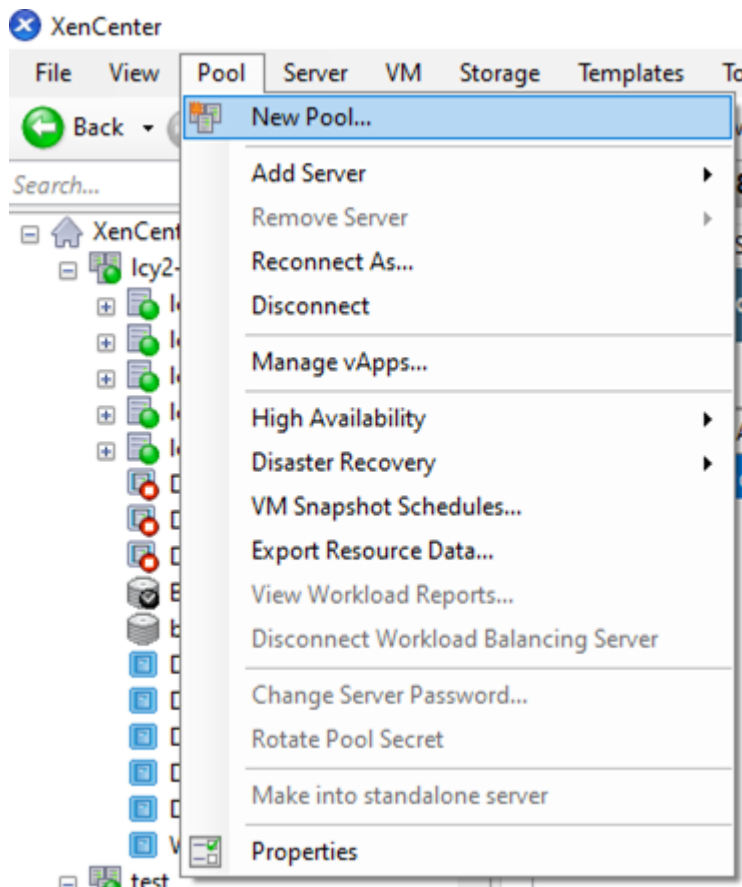 XenCenter
File View Pool Server VM Storage Templates
Back
New Pool...
Search...
Add Server
Remove Server
Reconnect As...
Disconnect
Manage vApps...
High Availability
Disaster Recovery
VM Snapshot Schedules...
Export Resource Data...
View Workload Reports...
Disconnect Workload Balancing Server
Change Server Password...
Rotate Pool Secret
Make into standalone server
Properties
test